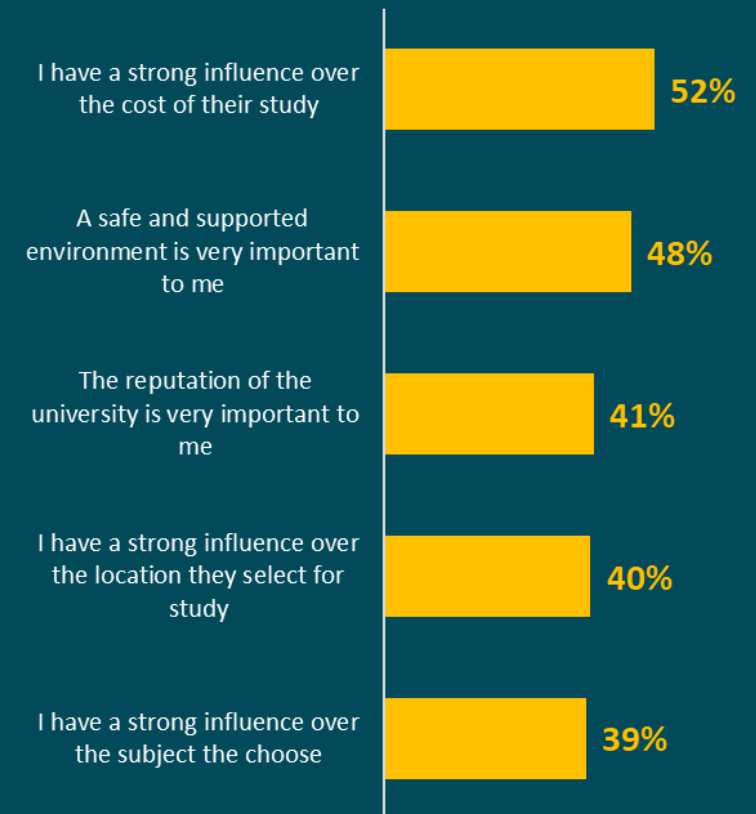 I have a strong influence over
the cost of their study
52%
A safe and supported
environment is very important
to me
48%
The reputation of the
university is very important to
me
41%
I have a strong influence over
the location they select for
study
40%
I have a strong influence over
the subject the choose
39%